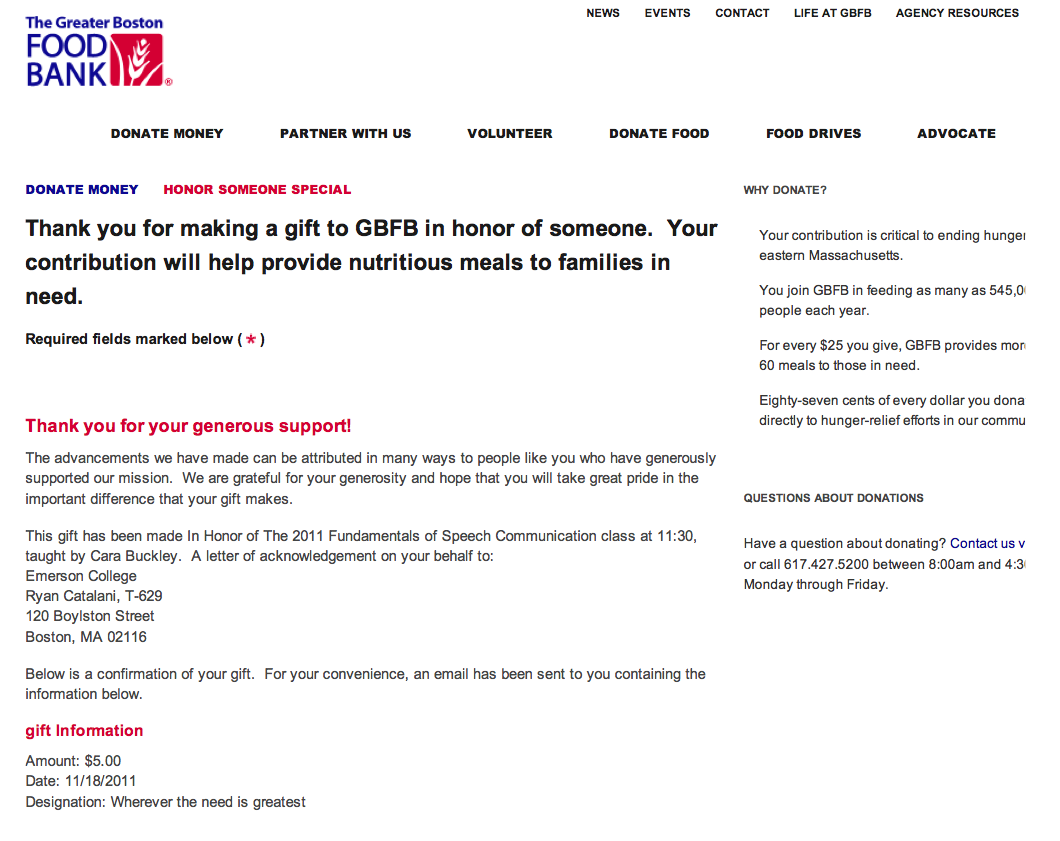 The Greater Boston
FOOD
BANK®
NEWS EVENTS CONTACT LIFE AT GBFB AGENCY RESOURCES
DONATE MONEY PARTNER WITH US VOLUNTEER DONATE FOOD FOOD DRIVES ADVOCATE
DONATE MONEY HONOR SOMEONE SPECIAL
Thank you for making a gift to GBFB in honor of someone. Your
contribution will help provide nutritious meals to families in
need.
Required fields marked below ( * )
Thank you for your generous support!
The advancements we have made can be attributed in many ways to people like you who have generously
supported our mission. We are grateful for your generosity and hope that you will take great pride in the
important difference that your gift makes.
This gift has been made In Honor of The 2011 Fundamentals of Speech Communication class at 11:30,
taught by Cara Buckley. A letter of acknowledgement on your behalf to:
Emerson College
Ryan Catalani, T-629
120 Boylston Street
Boston, MA 02116
Below is a confirmation of your gift. For your convenience, an email has been sent to you containing the
information below.
gift Information
Amount: $5.00
Date: 11/18/2011
Designation: Wherever the need is greatest
WHY DONATE?
Your contribution is critical to ending hunger
eastern Massachusetts.
You join GBFB in feeding as many as 545,0
people each year.
For every $25 you give, GBFB provides mor
60 meals to those in need.
Eighty-seven cents of every dollar you dona
directly to hunger-relief efforts in our commu
QUESTIONS ABOUT DONATIONS
Have a question about donating? Contact us v
or call 617.427.5200 between 8:00am and 4:3
Monday through Friday.